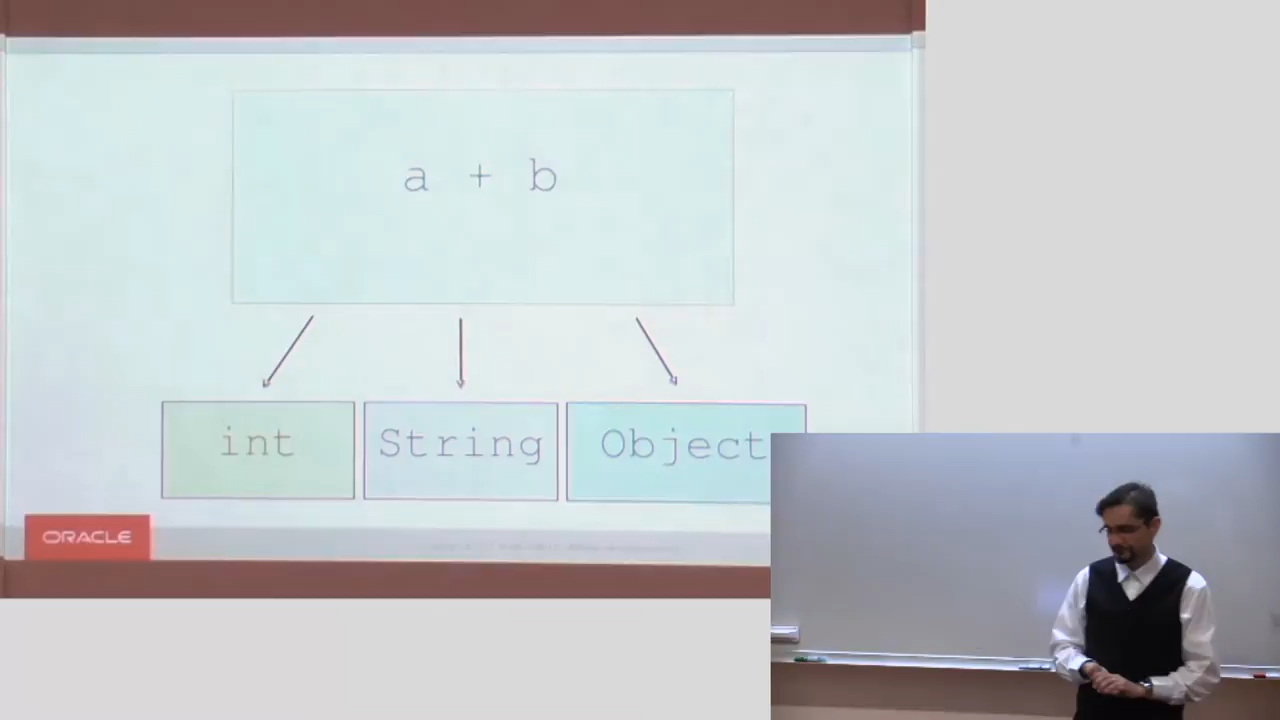 a + b
int String Object
ORACLE